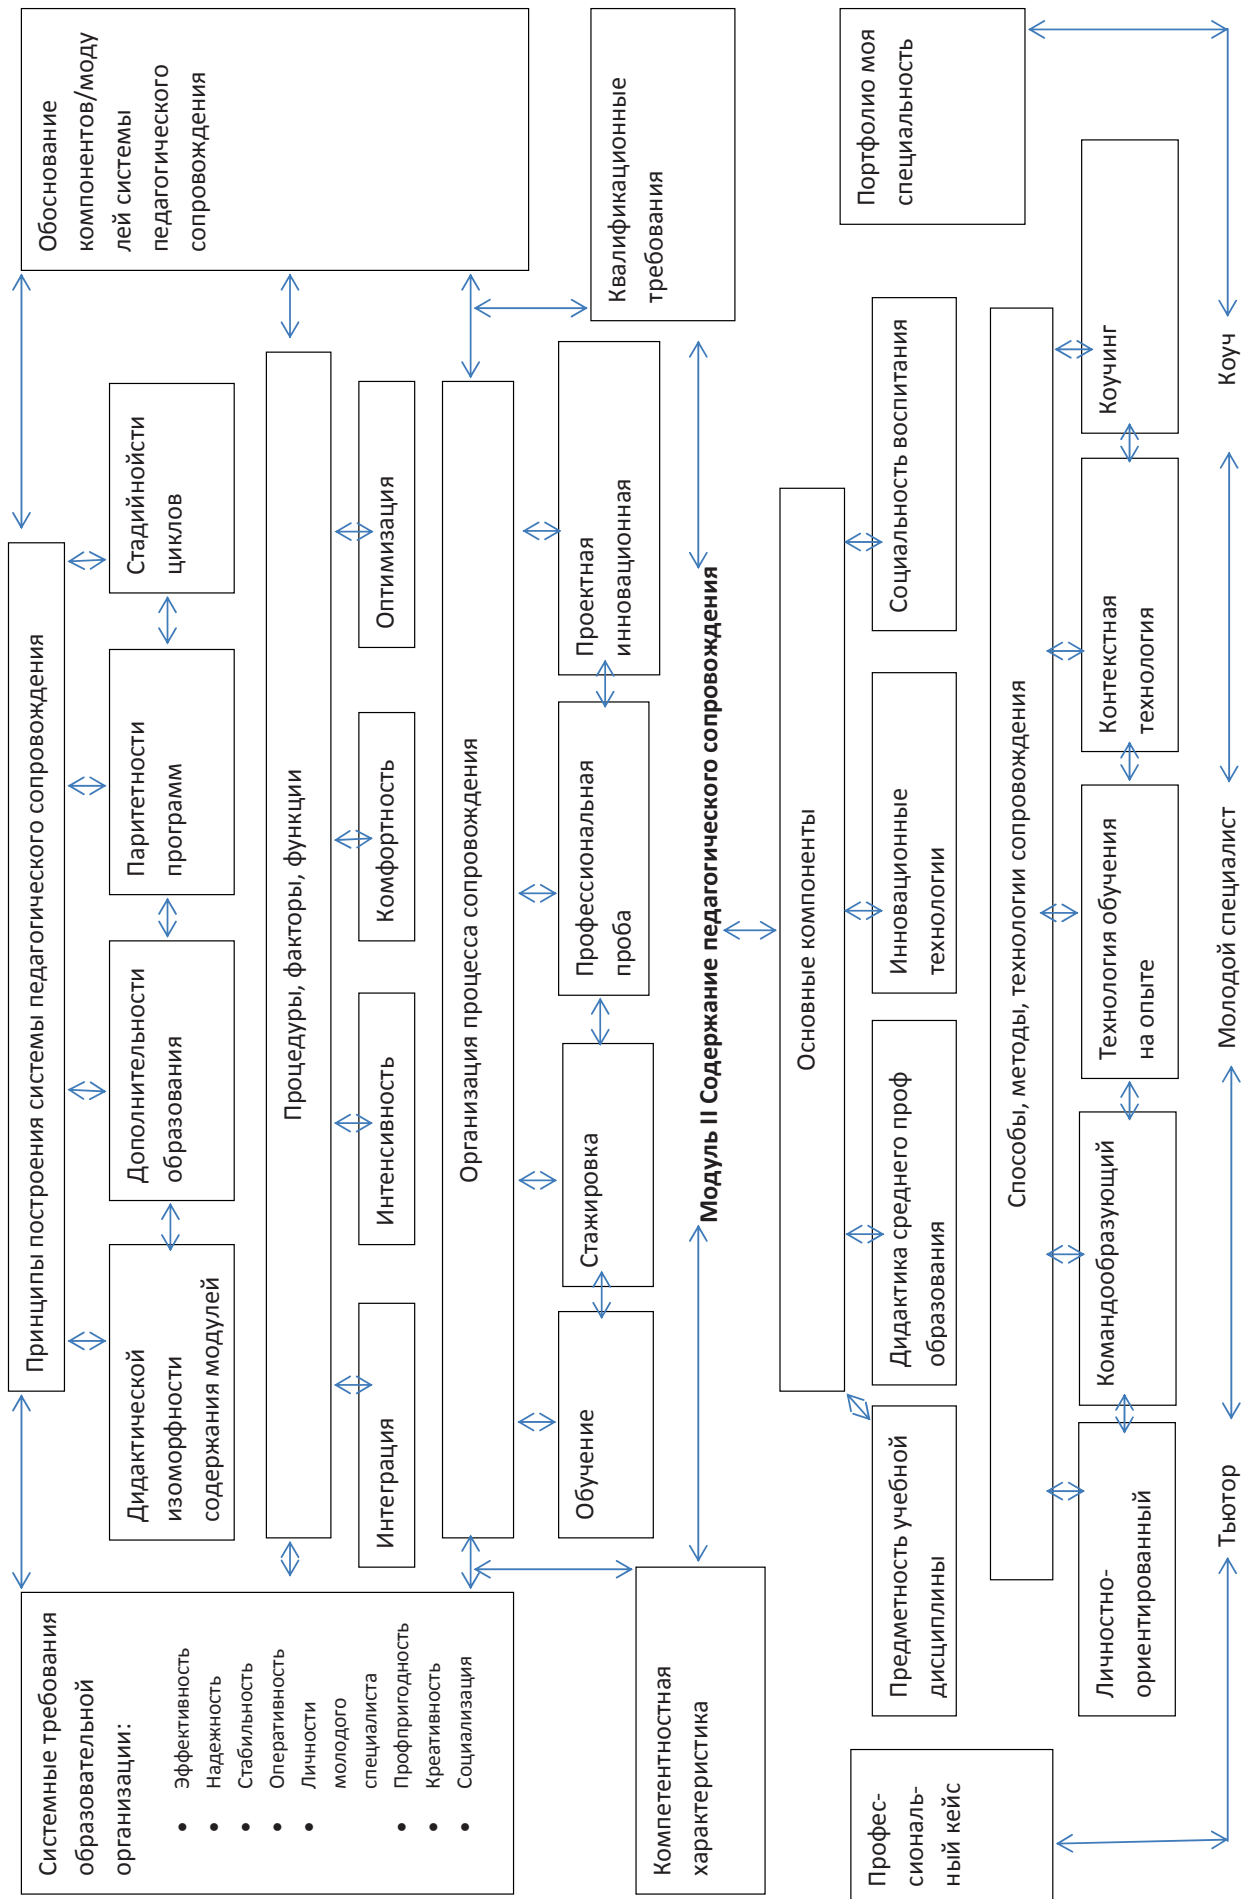 Принципы построения системы педагогического сопровождения
Системные требования
образовательной
организации:
• Эффективность
• Надежность
• Стабильность
• Оперативность
• Личности
молодого
специалиста
• Профпригодность
• Креативность
• Социализация
Дидактической
изоморфности
содержания модулей
Дополнительности
образования
Паритетности
программ
Стадийнойсти
циклов
Обоснование
компонентов/моду
лей системы
педагогического
сопровождения
Процедуры, факторы, функции
Интеграция
Интенсивность
Комфортность
Оптимизация
Организация процесса сопровождения
Обучение
Стажировка
Профессиональная
проба
Проектная
инновационная
Компетентностная
характеристика
Квалификационные
требования
Модуль II Содержание педагогического сопровождения
Основные компоненты
Предметность учебной
дисциплины
Дидактика среднего проф
образования
Инновационные
технологии
Социальность воспитания
Профес-
сиональ-
ный кейс
Портфолио моя
специальность
Способы, методы, технологии сопровождения
Личностно-
ориентированный
Командообразующий
Технология обучения
на опыте
Контекстная
технология
Коучинг
Тьютор
Молодой специалист
Коуч